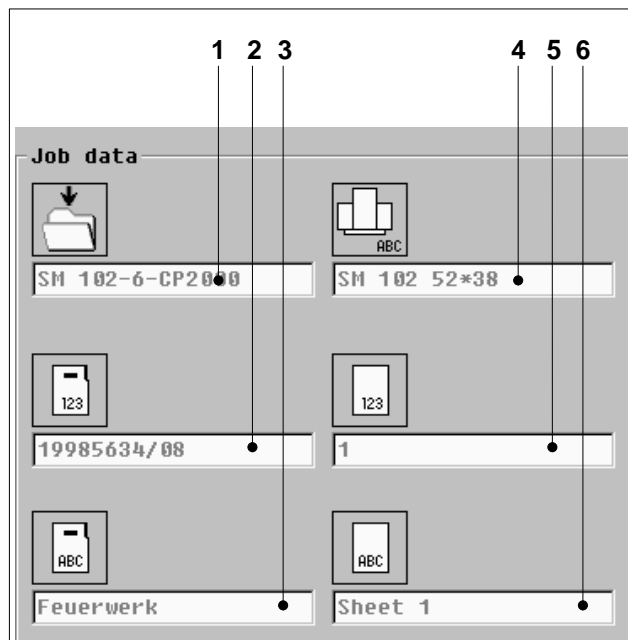 1 2 3 4 5 6
Job data
ABC
SM 102-6-CP2000
SM 102 52*38
123
123
19985634/08
1
ABC
ABC
Feuerwerk
Sheet 1